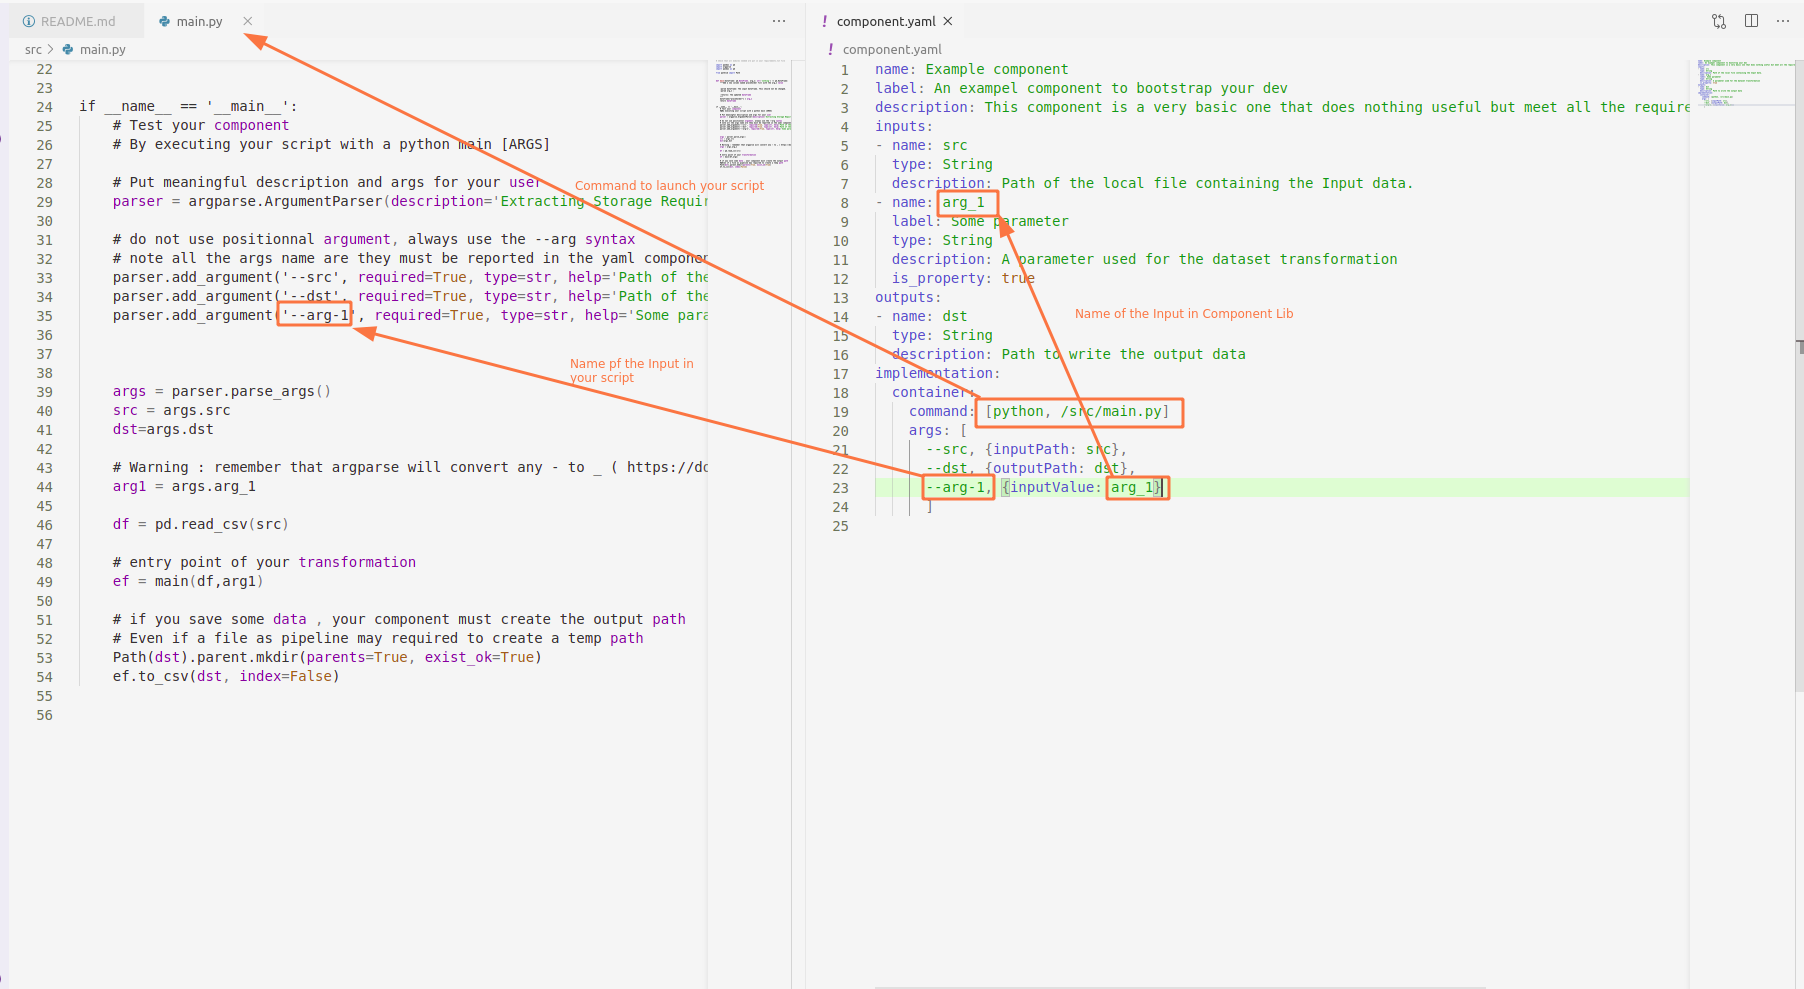 README.md
main.py
src > main.py
22
23
24 if __name__ == '__main__':
25 # Test your component
26 # By executing your script with a python main [ARGS]
27
28 # Put meaningful description and args for your user
29 parser = argparse.ArgumentParser(description='Extracting Storage Requir
30
31 # do not use positionnal argument, always use the --arg syntax
32 # note all the args name are they must be reported in the yaml componen
33 parser.add_argument('--src', required=True, type=str, help='Path of the
34 parser.add_argument('--dst', required=True, type=str, help='Path of the
35 parser.add_argument('--arg-1', required=True, type=str, help='Some para
36
37
38
39 args = parser.parse_args()
40 src = args.src
41 dst=args.dst
42
43 # Warning : remember that argparse will convert any - to _ ( https://do
44 arg1 = args.arg_1
45
46 df = pd.read_csv(src)
47
48 # entry point of your transformation
49 ef = main(df,arg1)
50
51 # if you save some data , your component must create the output path
52 # Even if a file as pipeline may required to create a temp path
53 Path(dst).parent.mkdir(parents=True, exist_ok=True)
54 ef.to_csv(dst, index=False)
55
56
Command to launch your script
Name pf the Input in
your script
! component.yaml
! component.yaml
1 name: Example component
2 label: An exampel component to bootstrap your dev
3 description: This component is a very basic one that does nothing useful but meet all the require
4 inputs:
5 - name: src
6 type: String
7 description: Path of the local file containing the Input data.
8 - name: arg_1
9 label: Some parameter
10 type: String
11 description: A parameter used for the dataset transformation
12 is_property: true
13 outputs:
14 - name: dst
15 type: String
16 description: Path to write the output data
17 implementation:
18 container:
19 command: [python, /src/main.py]
20 args: [
21 --src, {inputPath: src},
22 --dst, {outputPath: dst},
23 --arg-1, {inputValue: arg_1}
24 ]
25
Name of the Input in Component Lib